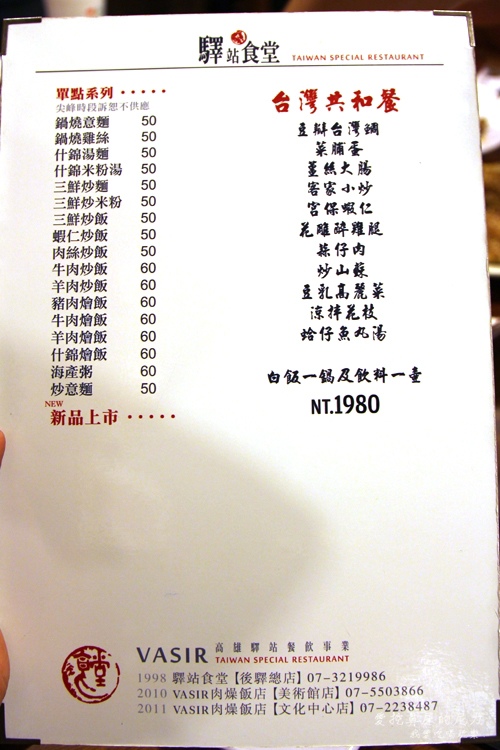 驛站食堂 TAIWAN SPECIAL RESTAURANT
單點系列 ·····
尖峰時段訴恕不供應
鍋燒意麵 50
鍋燒雞絲 50
什錦湯麵 50
什錦米粉湯 50
三鮮炒麵 50
三鮮炒米粉 50
三鮮炒飯 50
蝦仁炒飯 50
肉絲炒飯 50
牛肉炒飯 60
羊肉炒飯 60
豬肉燴飯 60
牛肉燴飯 60
羊肉燴飯 60
什錦燴飯 60
海產粥 60
炒意麵 50
NEW
新品上市 ·····
台灣共和餐
豆瓣台灣鯛
菜脯蛋
薑絲大腸
客家小炒
宮保蝦仁
花雕醉雞腿
蒜仔肉
炒山蘇
豆乳高麗菜
涼拌花枝
蛤仔魚丸湯
白飯一鍋及飲料一壷
NT.1980
VASIR 高雄驛站餐飲事業
TAIWAN SPECIAL RESTAURANT
1998 驛站食堂【後驛總店】07-3219986
2010 VASIR肉燥飯店【美術館店】07-5503866
2011 VASIR肉燥飯店【文化中心店】07-2238487